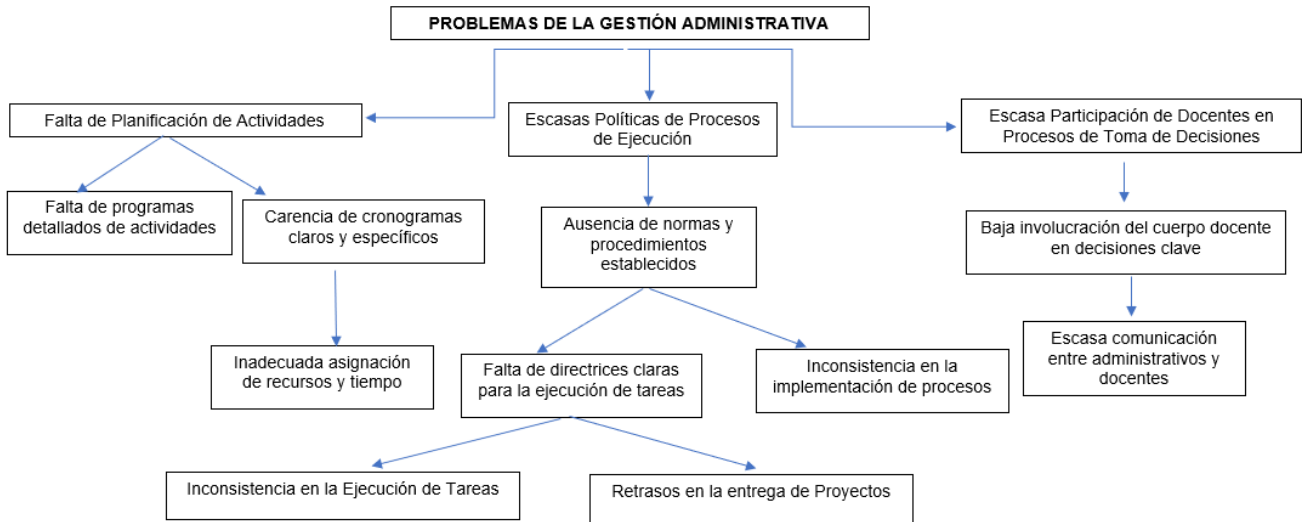 PROBLEMAS DE LA GESTIÓN ADMINISTRATIVA
Falta de Planificación de Actividades
Escasas Políticas de Procesos
de Ejecución
Escasa Participación de Docentes en
Procesos de Toma de Decisiones
Falta de programas
detallados de actividades
Carencia de cronogramas
claros y específicos
Ausencia de normas y
procedimientos
establecidos
Baja involucración del cuerpo docente
en decisiones clave
Inadecuada asignación
de recursos y tiempo
Falta de directrices claras
para la ejecución de tareas
Inconsistencia en la
implementación de procesos
Escasa comunicación
entre administrativos y
docentes
Inconsistencia en la Ejecución de Tareas
Retrasos en la entrega de Proyectos